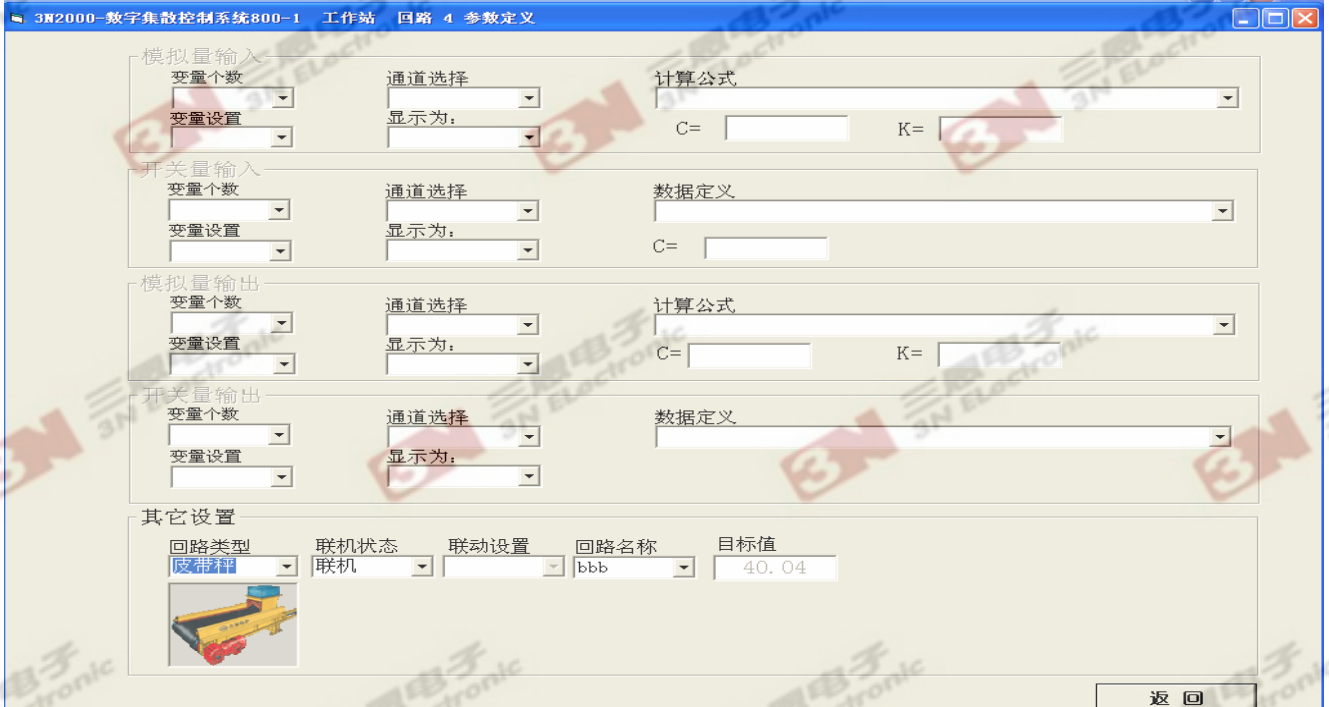 3N2000-数字集散控制系统800-1 工作站 回路 4 参数定义
模拟量输入
变量个数 通道选择 计算公式
变量设置 显示为: C= K=
开关量输入
变量个数 通道选择 数据定义
变量设置 显示为: C=
模拟量输出
变量个数 通道选择 计算公式
变量设置 显示为: C= K=
开关量输出
变量个数 通道选择 数据定义
变量设置 显示为:
其它设置
回路类型 联机状态 联动设置 回路名称 目标值
皮带秤 联机 bbb 40.04
返 回
3N 三恩电子
3N ELectronic